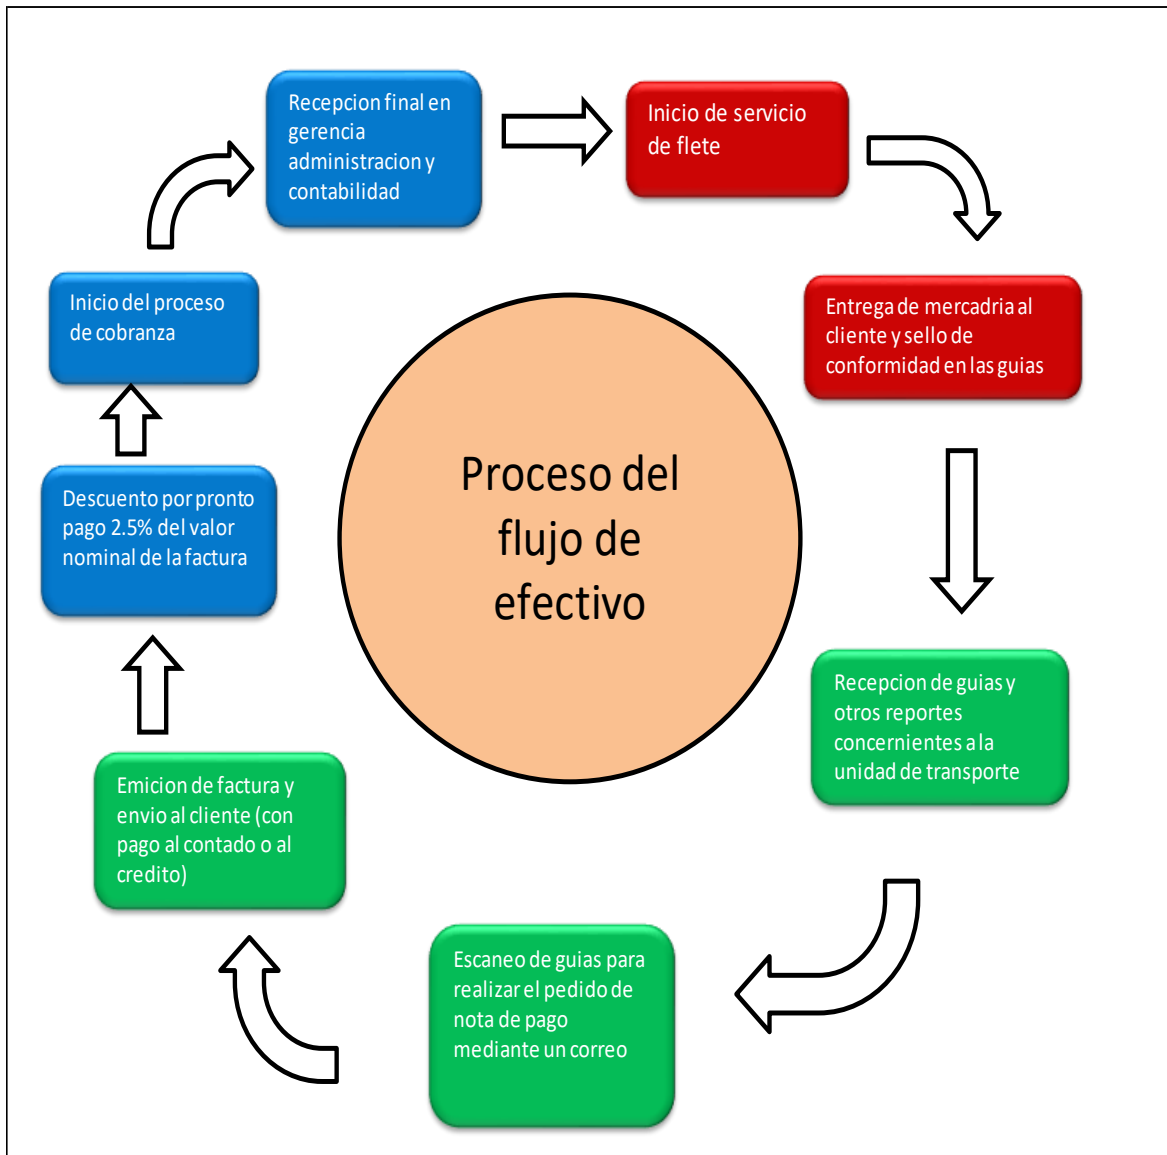 Recepcion final en
gerencia
administracion y
contabilidad
Inicio de servicio
de flete
Entrega de mercadria al
cliente y sello de
conformidad en las guias
Recepcion de guias y
otros reportes
concernientes a la
unidad de transporte
Escaneo de guias para
realizar el pedido de
nota de pago
mediante un correo
Emicion de factura y
envio al cliente (con
pago al contado o al
credito)
Descuento por pronto
pago 2.5% del valor
nominal de la factura
Inicio del proceso
de cobranza
Proceso del
flujo de
efectivo